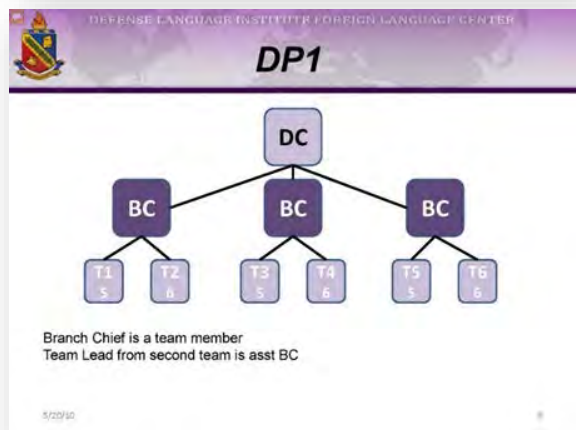 DEFENSE LANGUAGE INSTITUTE FOREIGN LANGUAGE CENTER
DP1
DC
BC BC BC
T1 T2 T3 T4 T5 T6
5 6 5 6 5 6
Branch Chief is a team member
Team Lead from second team is asst BC
5/20/10